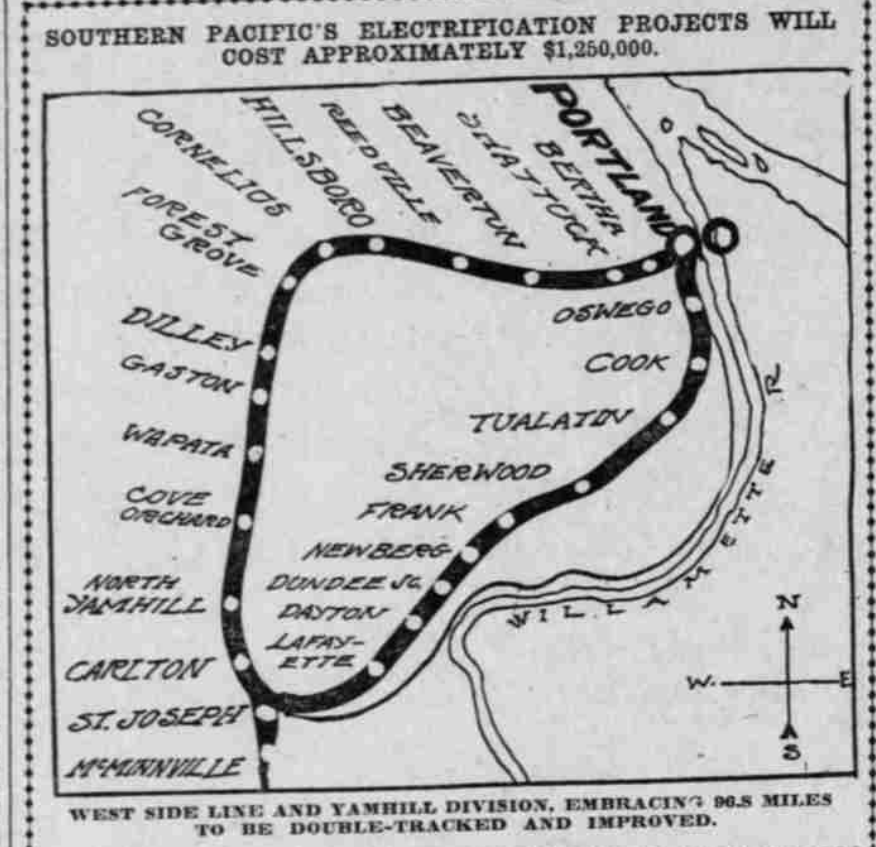 SOUTHERN PACIFIC'S ELECTRIFICATION PROJECTS WILL
COST APPROXIMATELY $1,250,000.
PORTLAND
BERTHA
SHATTUCK
BEAVERTON
REEDVILLE
HILLSBORO
CORNELIUS
FOREST
GROVE
DILLEY
GASTON
WAPATA
COVE
ORCHARD
NORTH
YAMHILL
CARLTON
ST. JOSEPH
McMINNVILLE
OSWEGO
COOK
TUALATIN
SHERWOOD
FRANK
NEWBERG
DUNDEE JC.
DAYTON
LAFAY-
ETTE
WILLAMETTE R
N
W.
E
S
WEST SIDE LINE AND YAMHILL DIVISION, EMBRACING 96.8 MILES
TO BE DOUBLE-TRACKED AND IMPROVED.